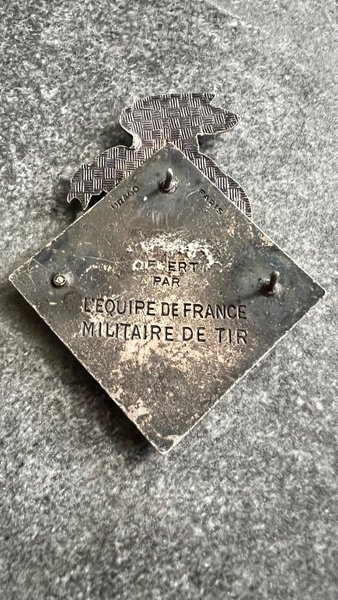 DRAGO PARIS
OFFERT
PAR
L'EQUIPE DE FRANCE
MILITAIRE DE TIR